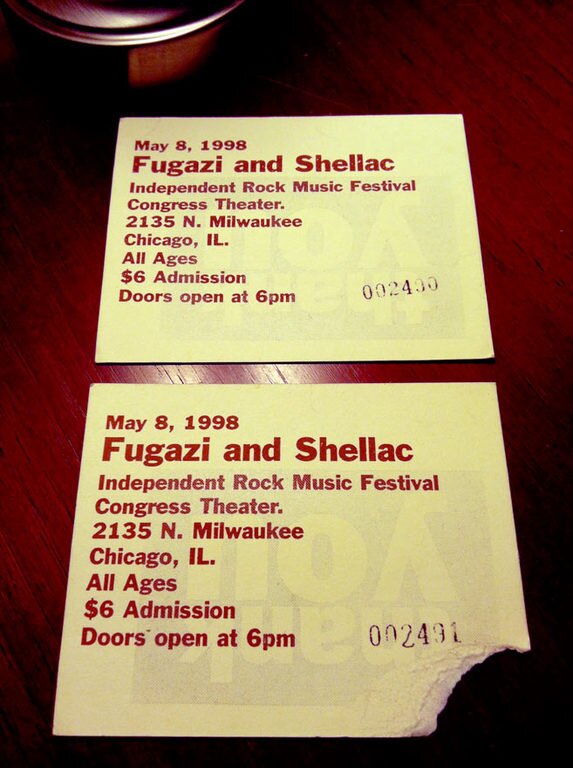 May 8, 1998
Fugazi and Shellac
Independent Rock Music Festival
Congress Theater.
2135 N. Milwaukee
Chicago, IL.
All Ages
$6 Admission
Doors open at 6pm
002490
May 8, 1998
Fugazi and Shellac
Independent Rock Music Festival
Congress Theater.
2135 N. Milwaukee
Chicago, IL.
All Ages
$6 Admission
Doors open at 6pm
002491